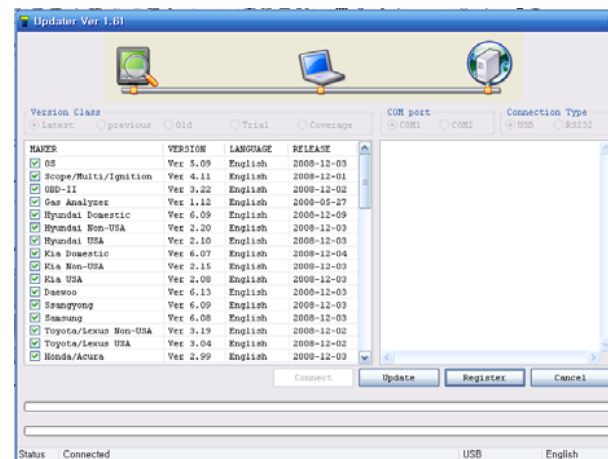 Updater Ver 1.61
Version Class
Latest previous Old Trial Coverage
COM port
COM1 COM2
Connection Type
USB RS232
MAKER VERSION LANGUAGE RELEASE
OS Ver 5.09 English 2008-12-03
Scope/Multi/Ignition Ver 4.11 English 2008-12-01
OBD-II Ver 3.22 English 2008-12-02
Gas Analyzer Ver 1.12 English 2008-05-27
Hyundai Domestic Ver 6.09 English 2008-12-09
Hyundai Non-USA Ver 2.20 English 2008-12-03
Hyundai USA Ver 2.10 English 2008-12-03
Kia Domestic Ver 6.07 English 2008-12-04
Kia Non-USA Ver 2.15 English 2008-12-03
Kia USA Ver 2.08 English 2008-12-03
Daewoo Ver 6.13 English 2008-12-03
Ssangyong Ver 6.09 English 2008-12-03
Samsung Ver 6.08 English 2008-12-03
Toyota/Lexus Non-USA Ver 3.19 English 2008-12-02
Toyota/Lexus USA Ver 3.04 English 2008-12-02
Honda/Acura Ver 2.99 English 2008-12-03
Connect Update Register Cancel
Status Connected USB English